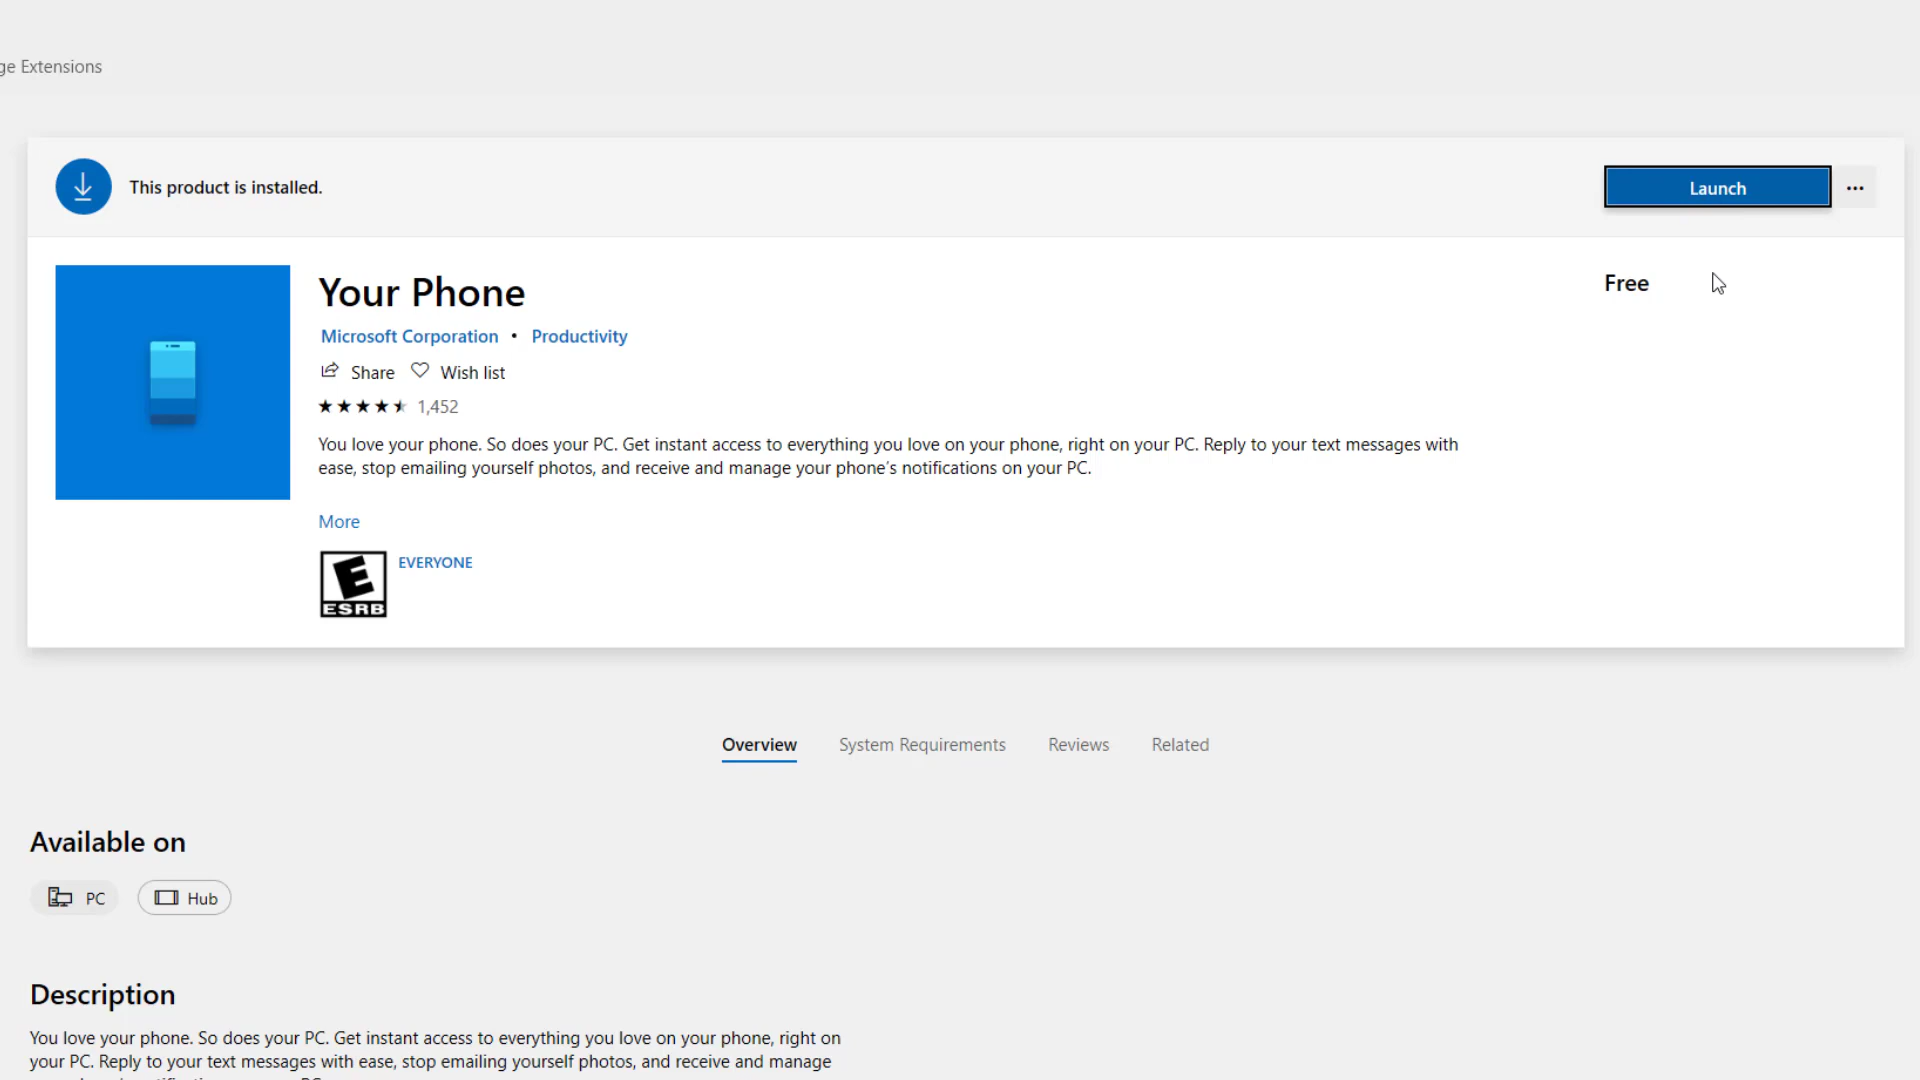 ge Extensions
This product is installed.
Launch
Your Phone
Free
Microsoft Corporation • Productivity
Share Wish list
1,452
You love your phone. So does your PC. Get instant access to everything you love on your phone, right on your PC. Reply to your text messages with
ease, stop emailing yourself photos, and receive and manage your phone's notifications on your PC.
More
E
ESRB
EVERYONE
Overview System Requirements Reviews Related
Available on
PC Hub
Description
You love your phone. So does your PC. Get instant access to everything you love on your phone, right on
your PC. Reply to your text messages with ease, stop emailing yourself photos, and receive and manage